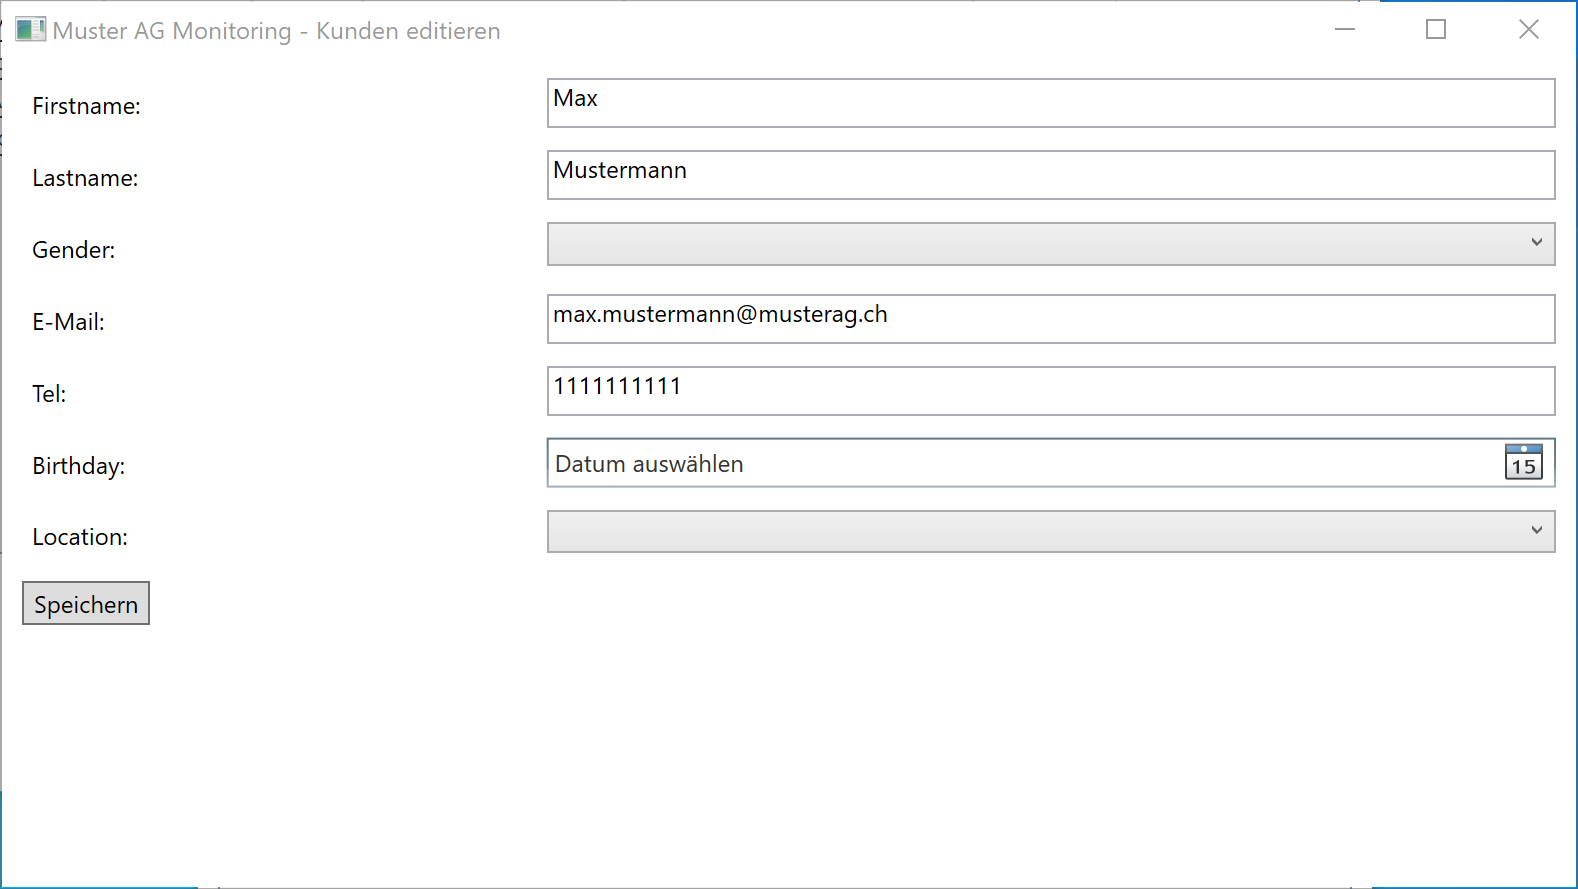 Muster AG Monitoring - Kunden editieren
Firstname: Max
Lastname: Mustermann
Gender:
E-Mail: max.mustermann@musterag.ch
Tel: 1111111111
Birthday: Datum auswählen 15
Location:
Speichern